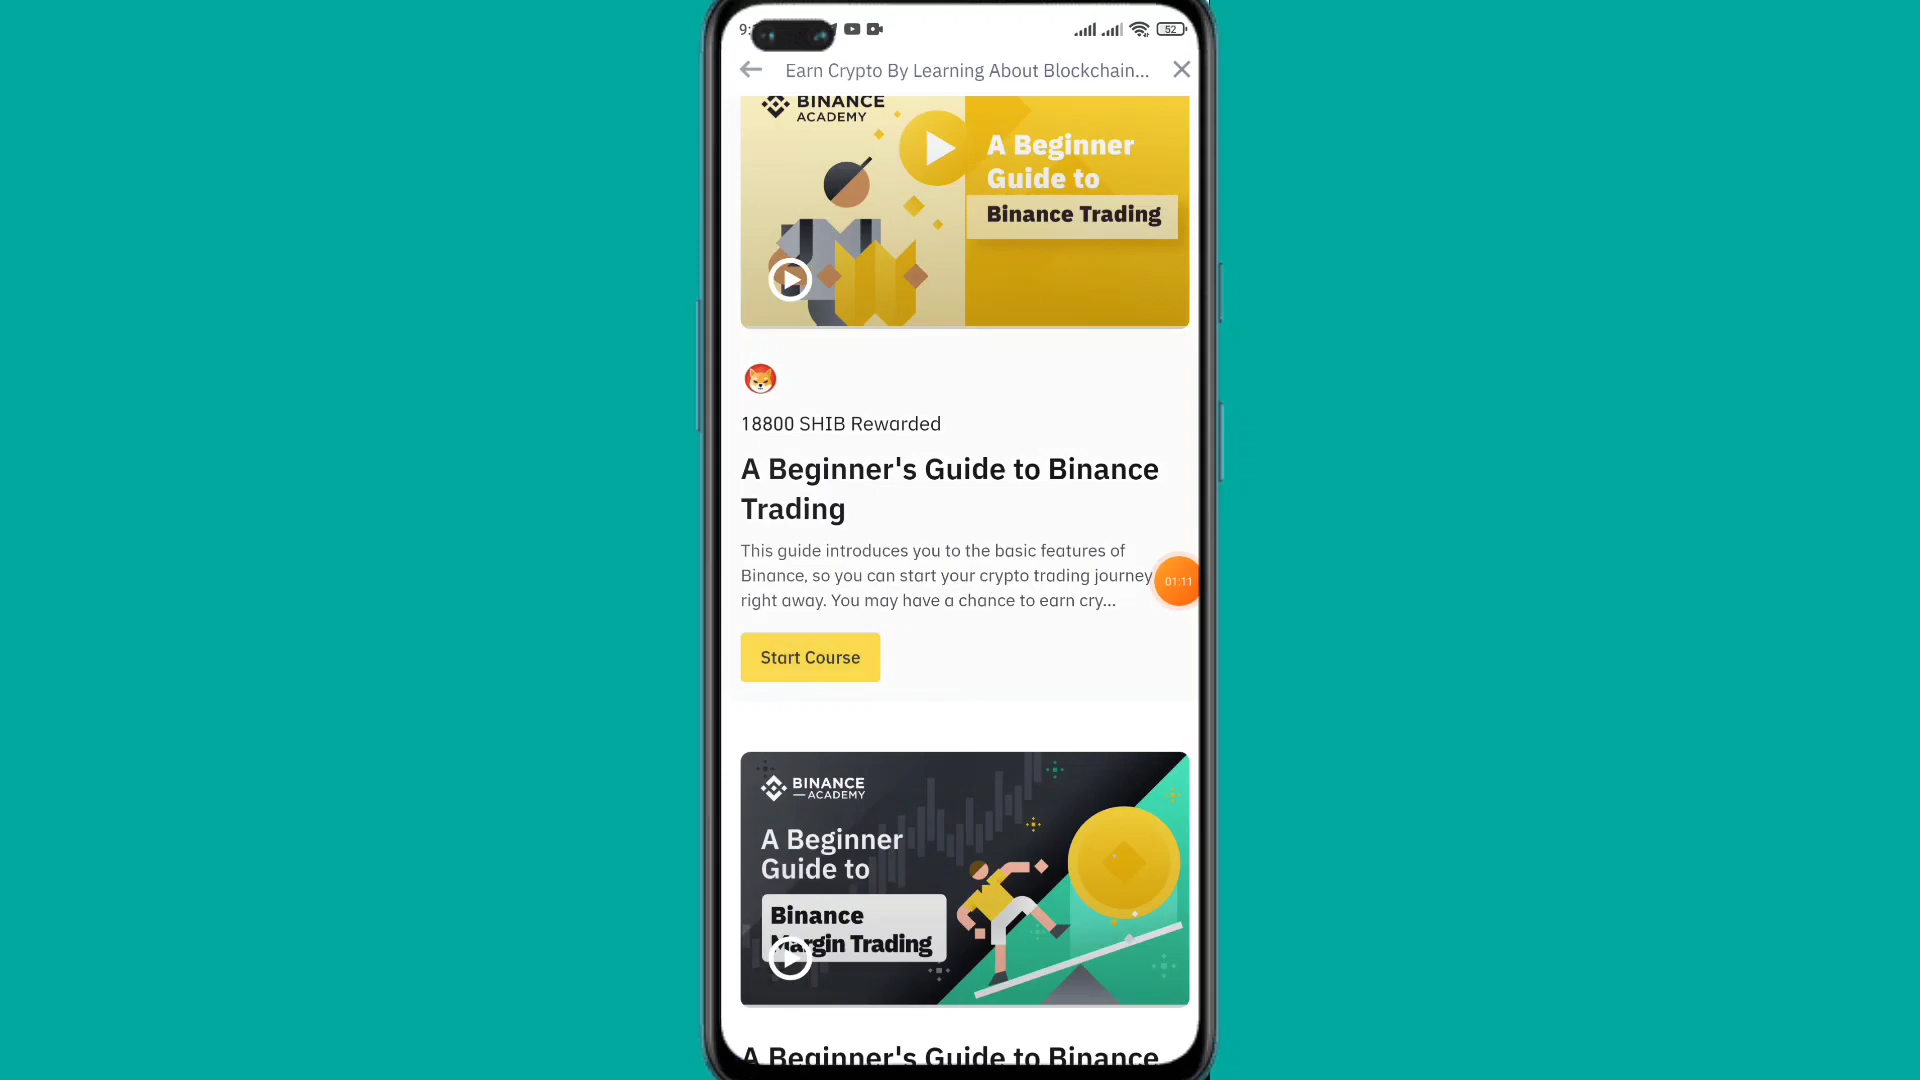 9:
52
Earn Crypto By Learning About Blockchain...
BINANCE
ACADEMY
A Beginner
Guide to
Binance Trading
18800 SHIB Rewarded
A Beginner's Guide to Binance
Trading
This guide introduces you to the basic features of
Binance, so you can start your crypto trading journey
right away. You may have a chance to earn cry...
01:11
Start Course
BINANCE
ACADEMY
A Beginner
Guide to
Binance
Margin Trading
A Beginner's Guide to Binance